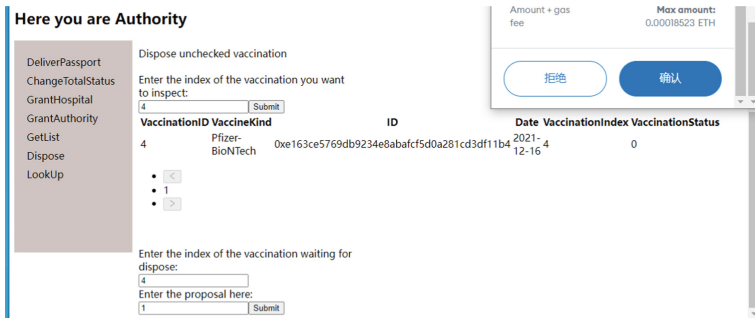 Here you are Authority
Amount + gas fee
Max amount:
0.00018523 ETH
拒绝
确认
DeliverPassport
ChangeTotalStatus
GrantHospital
GrantAuthority
GetList
Dispose
LookUp
Dispose unchecked vaccination
Enter the index of the vaccination you want
to inspect:
4 Submit
VaccinationID VaccineKind ID Date VaccinationIndex VaccinationStatus
4 Pfizer-BioNTech 0xe163ce5769db9234e8abafcf5d0a281cd3df11b4 2021-12-16 4 0
<
1
>
Enter the index of the vaccination waiting for
dispose:
4
Enter the proposal here:
1 Submit